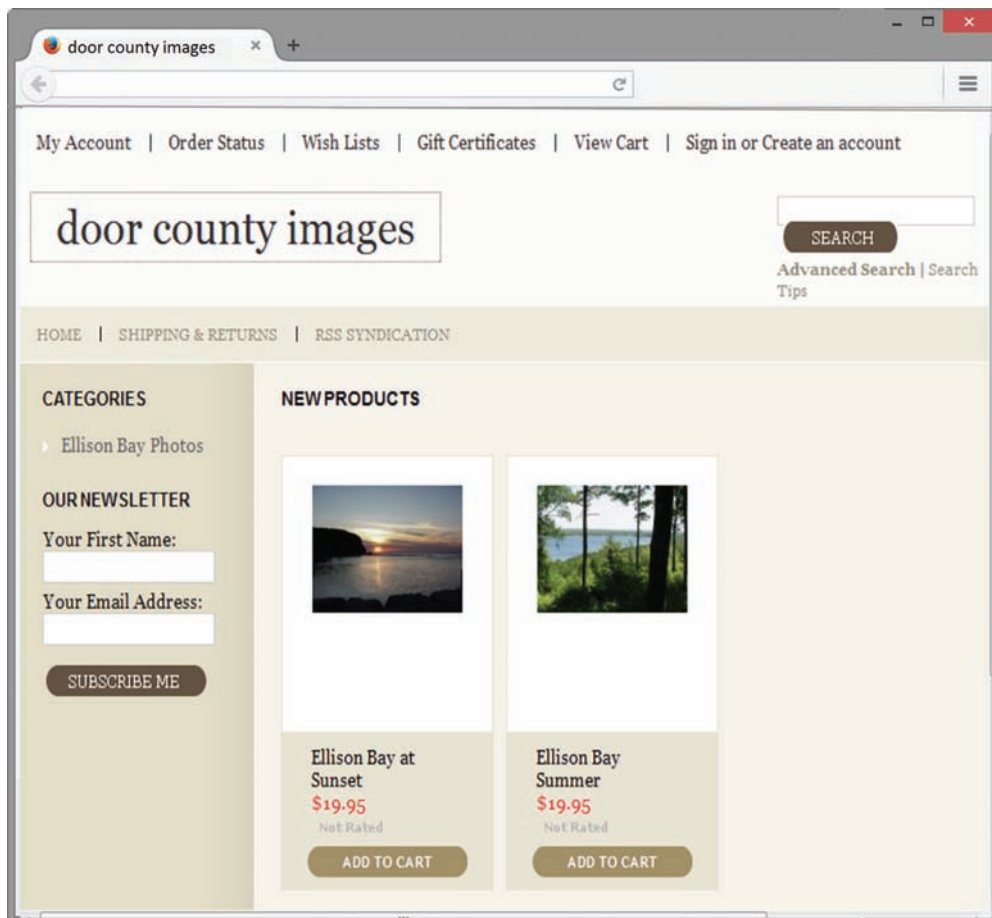 door county images
My Account | Order Status | Wish Lists | Gift Certificates | View Cart | Sign in or Create an account
door county images
SEARCH
Advanced Search | Search
Tips
HOME | SHIPPING & RETURNS | RSS SYNDICATION
CATEGORIES
Ellison Bay Photos
OUR NEWSLETTER
Your First Name:
Your Email Address:
SUBSCRIBE ME
NEW PRODUCTS
Ellison Bay at
Sunset
$19.95
Not Rated
ADD TO CART
Ellison Bay
Summer
$19.95
Not Rated
ADD TO CART